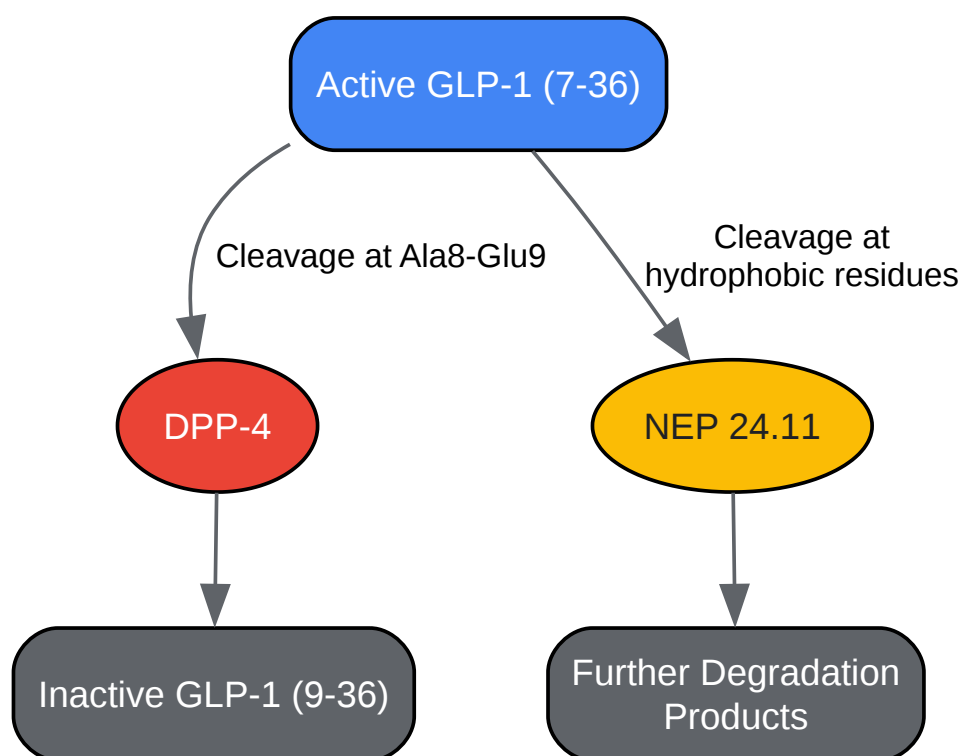 Active GLP-1 (7-36)
Cleavage at Ala8-Glu9
Cleavage at
hydrophobic residues
DPP-4
NEP 24.11
Inactive GLP-1 (9-36)
Further Degradation
Products